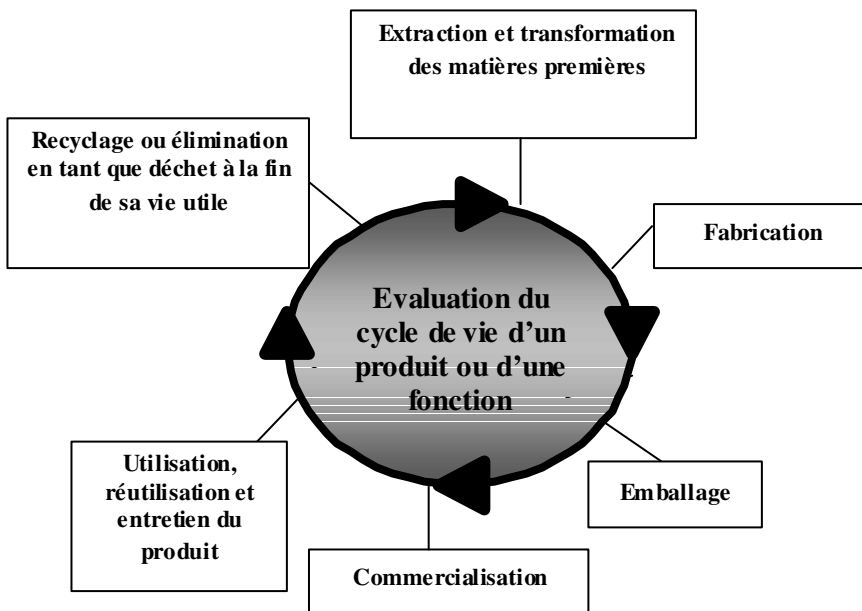 Extraction et transformation
des matières premières
Recyclage ou élimination
en tant que déchet à la fin
de sa vie utile
Fabrication
Evaluation du
cycle de vie d’un
produit ou d’une
fonction
Utilisation,
réutilisation et
entretien du
produit
Emballage
Commercialisation